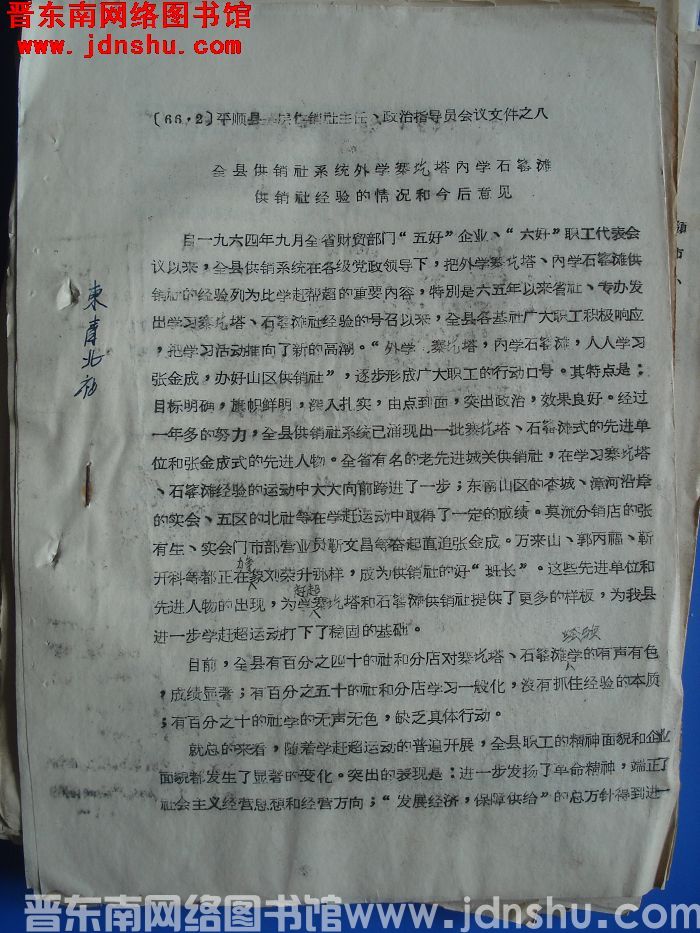 晋东南网络图书馆
www.jdnshu.com
〔66·2〕平顺县基层供销社主任、政治指导员会议文件之八
全县供销社系统外学寨圪塔内学石窰滩
供销社经验的情况和今后意见
自一九六四年九月全省财贸部门“五好”企业、“六好”职工代表会
议以来，全县供销系统在各级党政领导下，把外学寨圪塔、内学石窰滩供
销社的经验列为比学赶帮超的重要内容，特别是六五年以来省社、专办发
出学习寨圪塔、石窰滩社经验的号召以来，全县各基社广大职工积极响应
，把学习活动推向了新的高潮。“外学寨圪塔，内学石窰滩，人人学习
张金成，办好山区供销社”，逐步形成广大职工的行动口号。其特点是：
目标明确，旗帜鲜明，深入扎实，由点到面，突出政治，效果良好。经过
一年多的努力，全县供销社系统已涌现出一批寨圪塔、石窰滩式的先进单
位和张金成式的先进人物。全省有名的老先进城关供销社，在学习寨圪塔
、石窰滩经验的运动中大大向前跨进了一步；东南山区的杏城、漳河沿岸
的实会、五区的北社等在学赶运动中取得了一定的成绩。莫流分销店的张
有生、实会门市部营业员靳文昌等奋起直追张金成。万来山、郭丙福、靳
开科等都正在象刘荣升那样，成为供销社的好“班长”。这些先进单位和
先进人物的出现，为学赶超寨圪塔和石窰滩供销社提供了更多的样板，为我县
进一步学赶超运动打下了稳固的基础。
目前，全县有百分之四十的社和分店对寨圪塔、石窰滩经验学的有声有色
，成绩显著；有百分之五十的社和分店学习一般化，没有抓住经验的本质
；有百分之十的社学的无声无色，缺乏具体行动。
就总的来看，随着学赶超运动的普遍开展，全县职工的精神面貌和企业
面貌都发生了显著的变化。突出的表现是：进一步发扬了革命精神，端正了
社会主义经营思想和经营方向；“发展经济，保障供给”的总方针得到进一
晋东南网络图书馆www.jdnshu.com